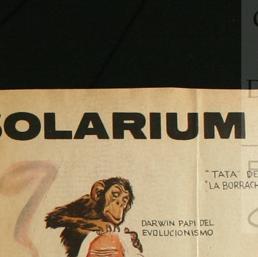 SOLARIUM
"TATA" DE
"LA BORRACH
DARWIN PAPI DEL
EVOLUCIONISMO